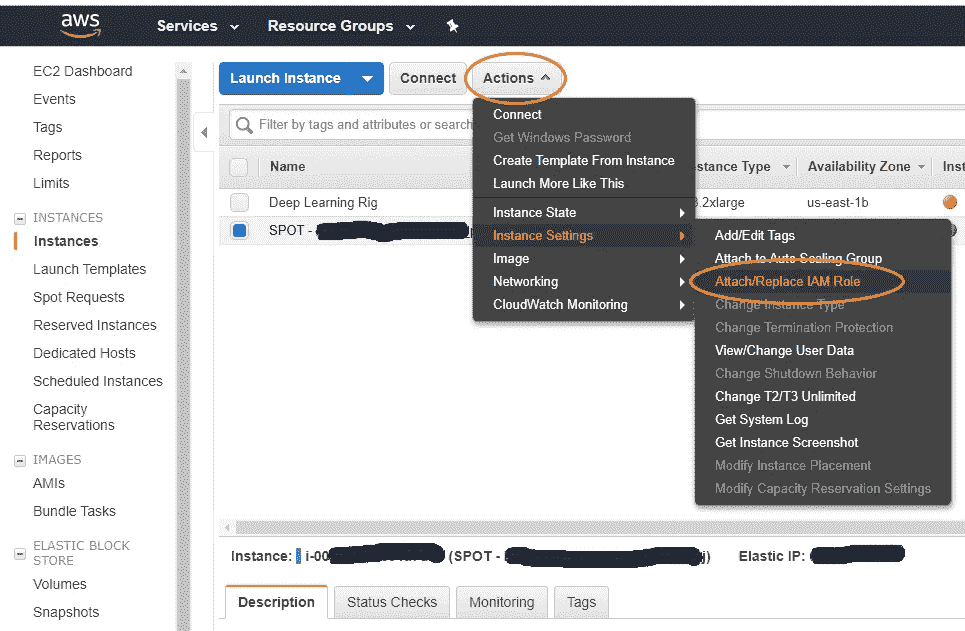 aws
Services
Resource Groups
EC2 Dashboard
Events
Tags
Reports
Limits
INSTANCES
Instances
Launch Templates
Spot Requests
Reserved Instances
Dedicated Hosts
Scheduled Instances
Capacity
Reservations
IMAGES
AMIs
Bundle Tasks
ELASTIC BLOCK
STORE
Volumes
Snapshots
Launch Instance
Connect
Actions
Filter by tags and attributes or search
Name
stance Type
Availability Zone
Inst
Deep Learning Rig
.2xlarge
us-east-1b
SPOT -
Connect
Get Windows Password
Create Template From Instance
Launch More Like This
Instance State
Instance Settings
Image
Networking
CloudWatch Monitoring
Add/Edit Tags
Attach to Auto Scaling Group
Attach/Replace IAM Role
Change Instance Type
Change Termination Protection
View/Change User Data
Change Shutdown Behavior
Change T2/T3 Unlimited
Get System Log
Get Instance Screenshot
Modify Instance Placement
Modify Capacity Reservation Settings
Instance: i-00 (SPOT - ) Elastic IP:
Description
Status Checks
Monitoring
Tags